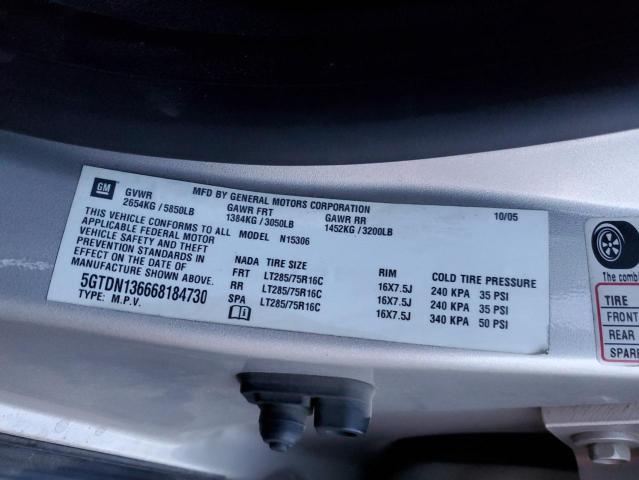 GM
MFD BY GENERAL MOTORS CORPORATION 10/05
GVWR GAWR FRT GAWR RR
2654KG / 5850LB 1384KG / 3050LB 1452KG / 3200LB
THIS VEHICLE CONFORMS TO ALL
APPLICABLE FEDERAL MOTOR
VEHICLE SAFETY AND THEFT
PREVENTION STANDARDS IN
EFFECT ON THE DATE OF
MANUFACTURE SHOWN ABOVE.
5GTDN136668184730
TYPE: M.P.V.
MODEL N15306
NADA TIRE SIZE RIM COLD TIRE PRESSURE
FRT LT285/75R16C 16X7.5J 240 KPA 35 PSI
RR LT285/75R16C 16X7.5J 240 KPA 35 PSI
SPA LT285/75R16C 16X7.5J 340 KPA 50 PSI
The combi
TIRE
FRONT
REAR
SPARE